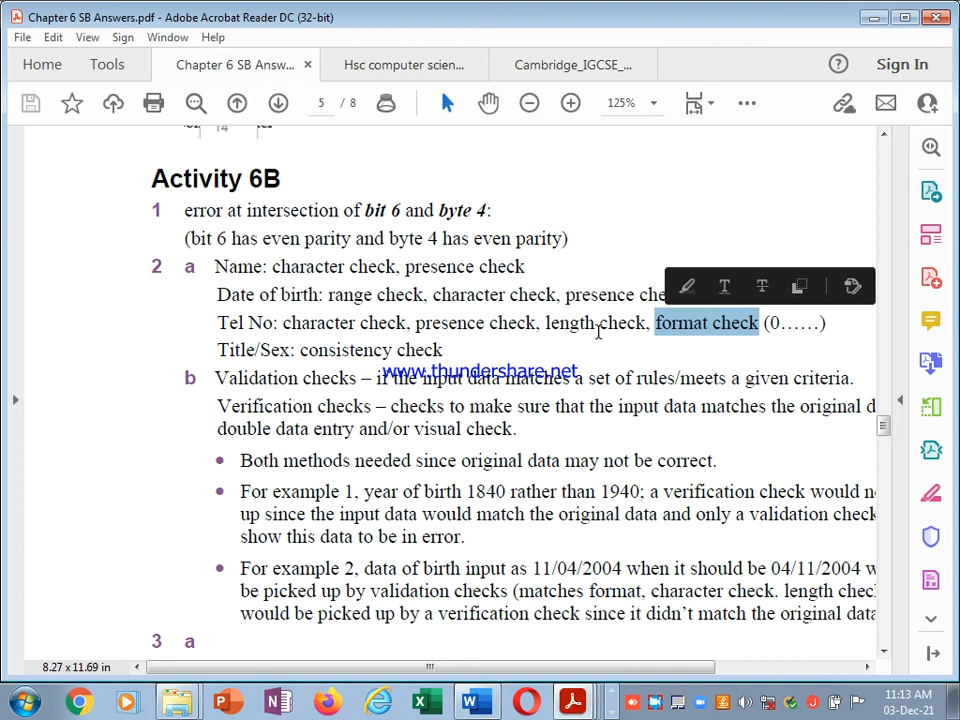 Chapter 6 SB Answers.pdf - Adobe Acrobat Reader DC (32-bit)
File Edit View Sign Window Help
Home Tools Chapter 6 SB Answ... × Hsc computer scien... Cambridge_IGCSE_... Sign In
5 / 8 125%
Activity 6B
1 error at intersection of bit 6 and byte 4:
(bit 6 has even parity and byte 4 has even parity)
2 a Name: character check, presence check
Date of birth: range check, character check, presence che
Tel No: character check, presence check, length check, format check (0……)
Title/Sex: consistency check
www.thundershare.net
b Validation checks – if the input data matches a set of rules/meets a given criteria.
Verification checks – checks to make sure that the input data matches the original d
double data entry and/or visual check.
• Both methods needed since original data may not be correct.
• For example 1, year of birth 1840 rather than 1940; a verification check would n
up since the input data would match the original data and only a validation check
show this data to be in error.
• For example 2, data of birth input as 11/04/2004 when it should be 04/11/2004 w
be picked up by validation checks (matches format, character check. length chec
would be picked up by a verification check since it didn't match the original data
3 a
8.27 x 11.69 in
11:13 AM
03-Dec-21